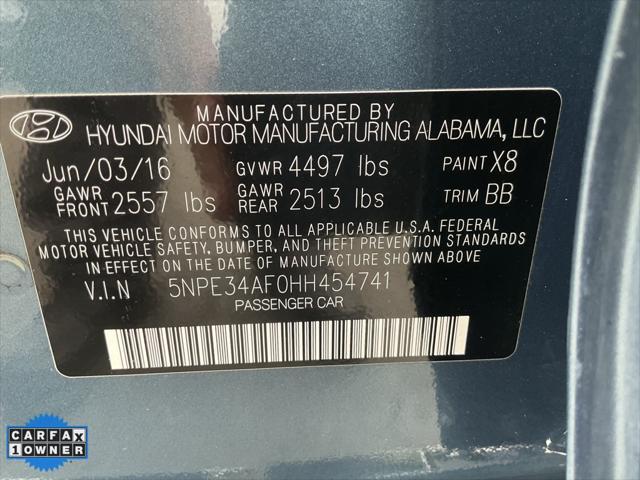 MANUFACTURED BY
HYUNDAI MOTOR MANUFACTURING ALABAMA, LLC
Jun/03/16 GVWR 4497 lbs PAINT X8
GAWR FRONT 2557 lbs GAWR REAR 2513 lbs TRIM BB
THIS VEHICLE CONFORMS TO ALL APPLICABLE U.S.A. FEDERAL
MOTOR VEHICLE SAFETY, BUMPER, AND THEFT PREVENTION STANDARDS
IN EFFECT ON THE DATE OF MANUFACTURE SHOWN ABOVE
V.I.N 5NPE34AF0HH454741
PASSENGER CAR
CARFAX
1 OWNER